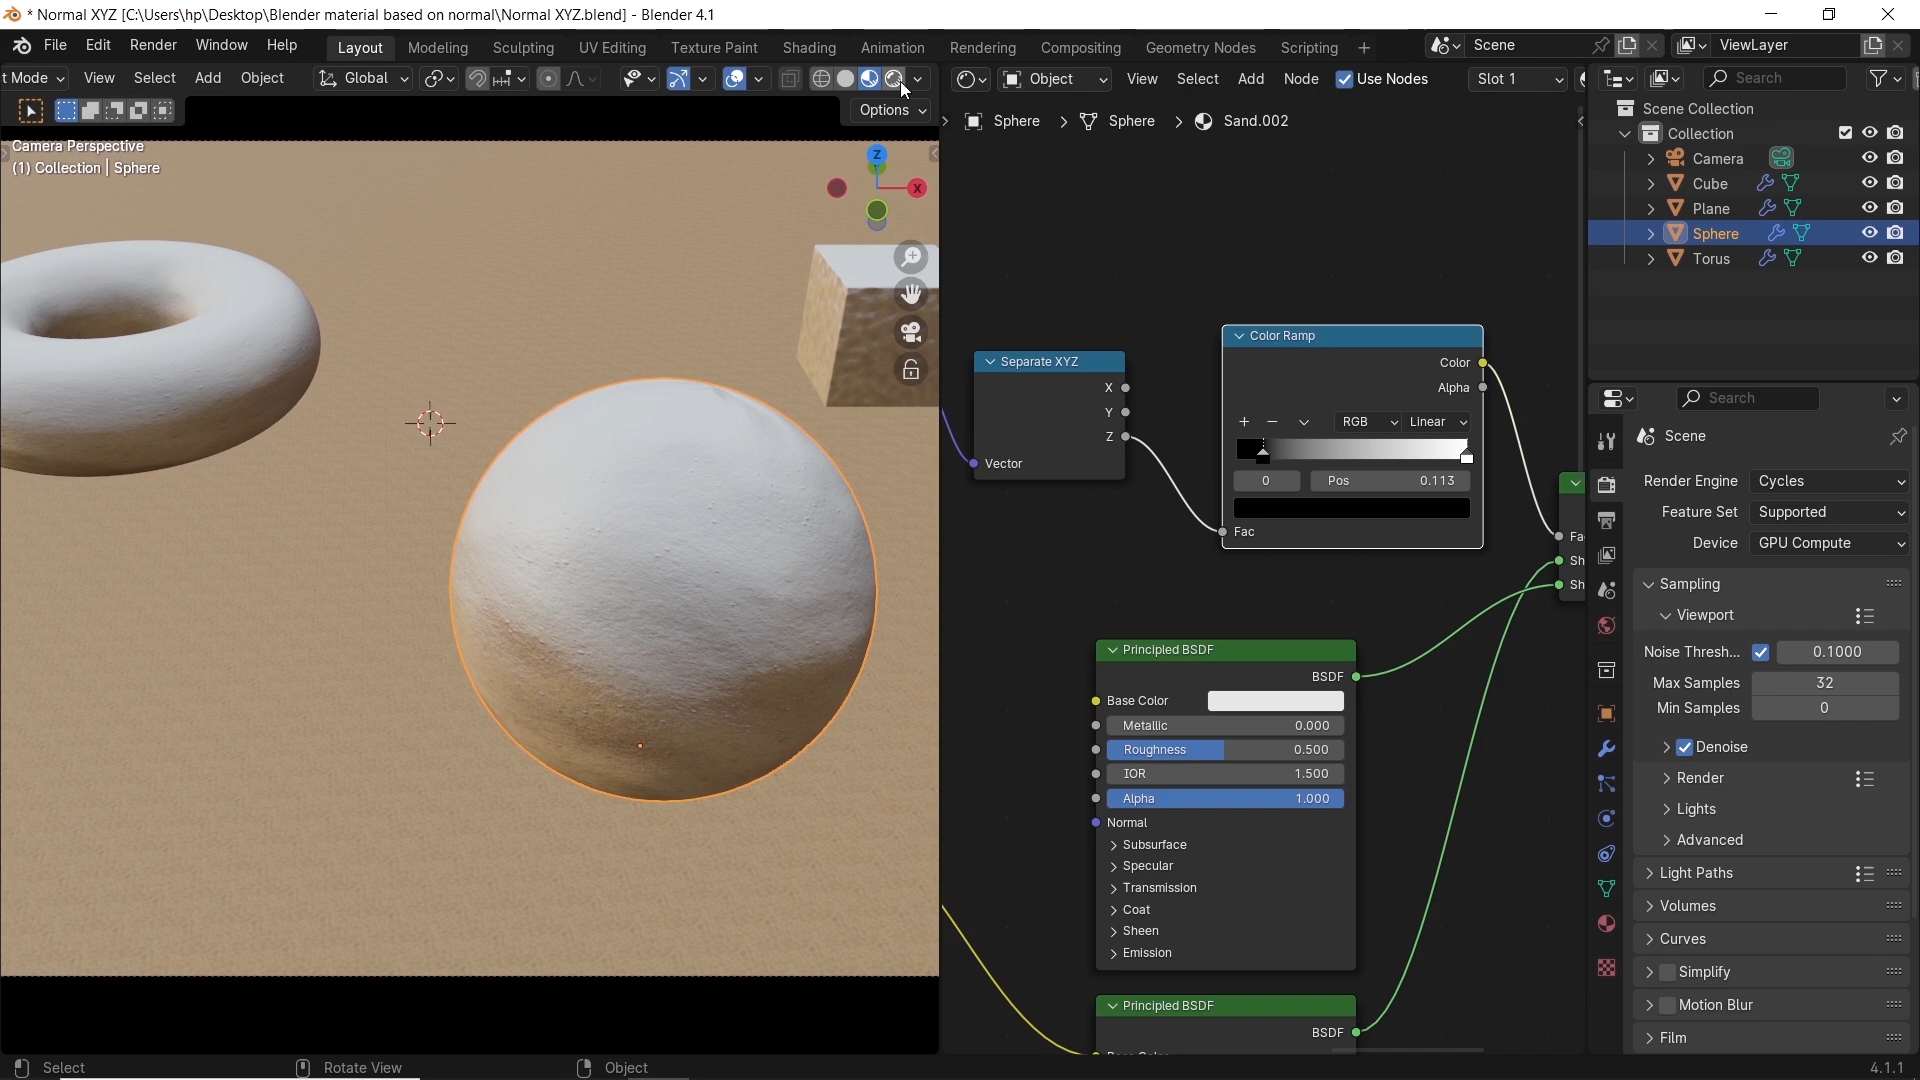 * Normal XYZ [C:\Users\hp\Desktop\Blender material based on normal\Normal XYZ.blend] - Blender 4.1
File Edit Render Window Help Layout Modeling Sculpting UV Editing Texture Paint Shading Animation Rendering Compositing Geometry Nodes Scripting + Scene ViewLayer
t Mode View Select Add Object Global Object View Select Add Node Use Nodes Slot 1 Search
Options
Sphere > Sphere > Sand.002
Camera Perspective
(1) Collection | Sphere
Z
X
Separate XYZ
X
Y
Z
Vector
Color Ramp
Color
Alpha
+ − RGB Linear
0 Pos 0.113
Fac
Fac
Sh
Sh
Principled BSDF
BSDF
Base Color
Metallic 0.000
Roughness 0.500
IOR 1.500
Alpha 1.000
Normal
Subsurface
Specular
Transmission
Coat
Sheen
Emission
Principled BSDF
BSDF
Scene Collection
Collection
Camera
Cube
Plane
Sphere
Torus
Search
Scene
Render Engine Cycles
Feature Set Supported
Device GPU Compute
Sampling
Viewport
Noise Thresh... 0.1000
Max Samples 32
Min Samples 0
Denoise
Render
Lights
Advanced
Light Paths
Volumes
Curves
Simplify
Motion Blur
Film
Select Rotate View Object 4.1.1